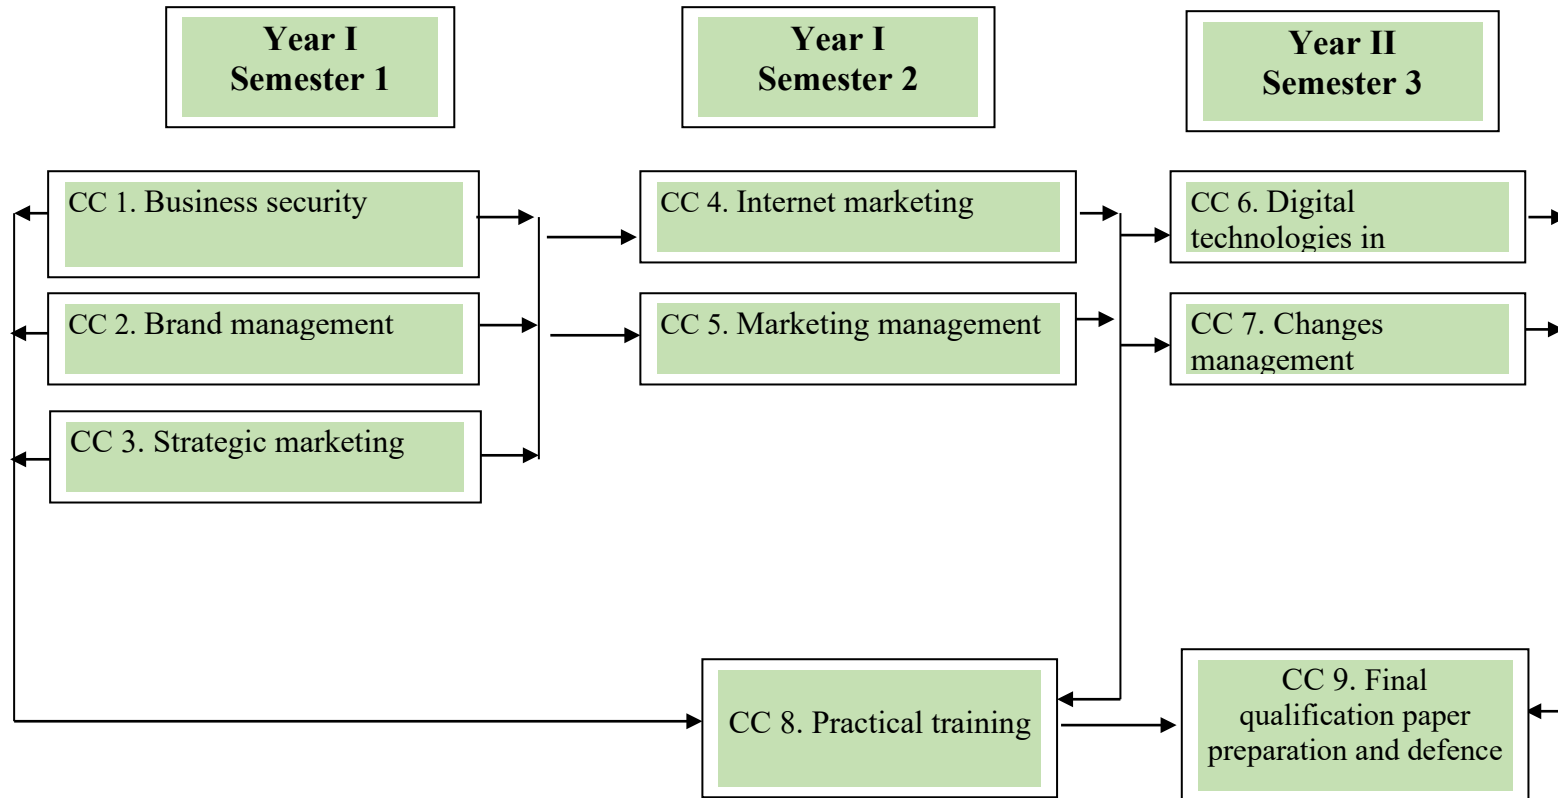 Year I
Semester 1
Year I
Semester 2
Year II
Semester 3
CC 1. Business security
CC 4. Internet marketing
CC 6. Digital
technologies in
CC 2. Brand management
CC 5. Marketing management
CC 7. Changes
management
CC 3. Strategic marketing
CC 8. Practical training
CC 9. Final
qualification paper
preparation and defence